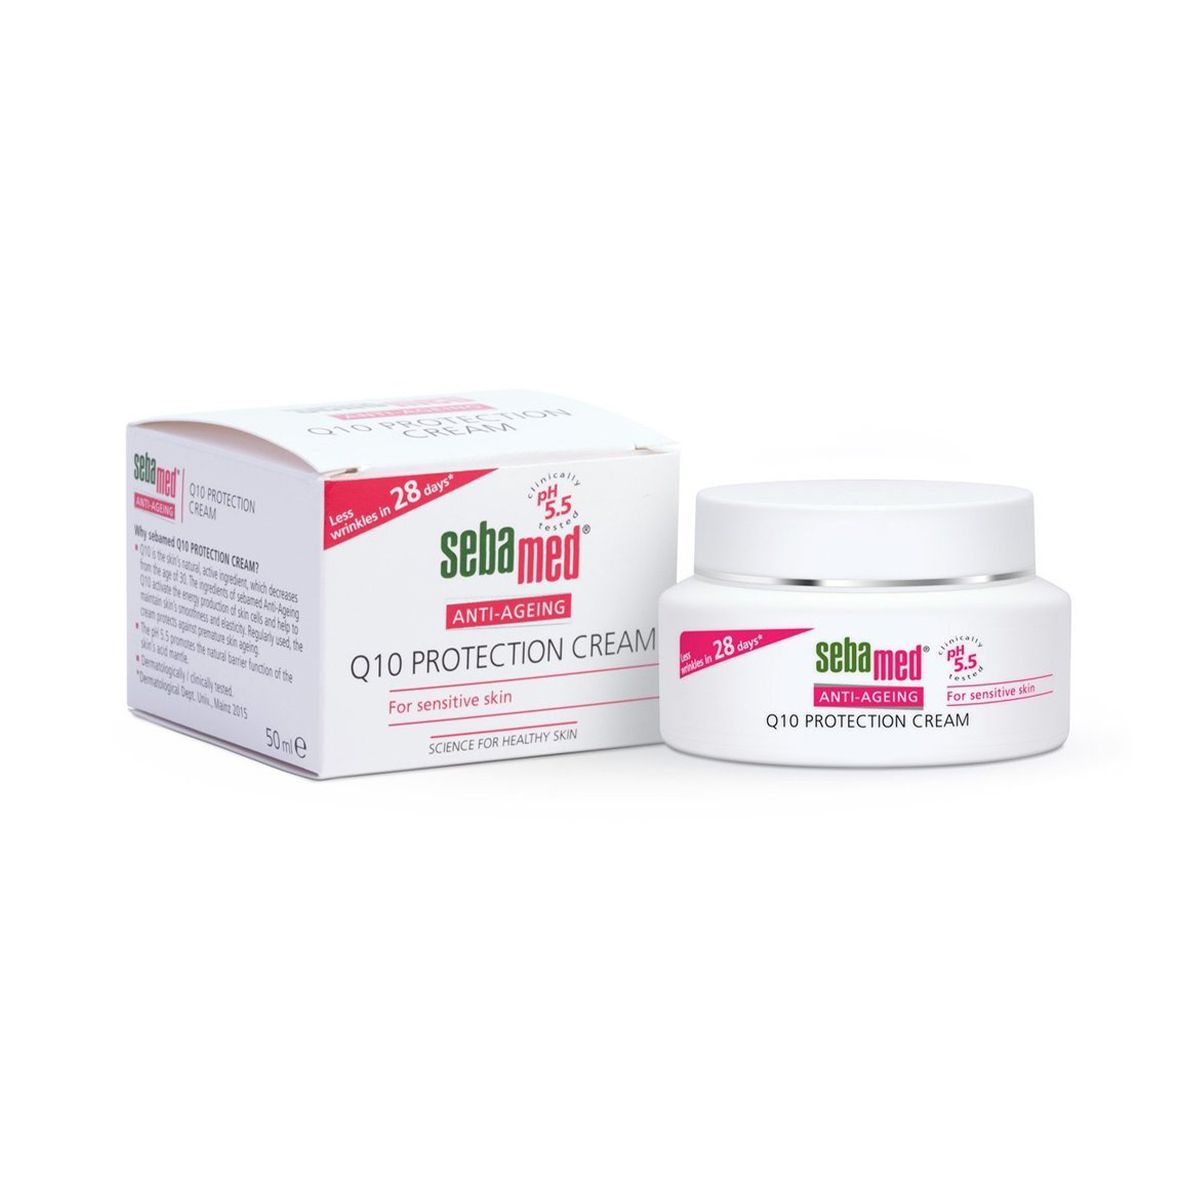 sebamed
ANTI-AGEING
Q10 PROTECTION
CREAM
sebamed™
ANTI-AGEING
Q10 PROTECTION
CREAM
Why sebamed Q10 PROTECTION CREAM?
• Q10 is the skin's natural, active ingredient, which decreases
from the age of 30. The ingredients of sebamed Anti-Ageing
Q10 activate the energy production of skin cells and help to
maintain skin's smoothness and elasticity. Regularly used, the
cream protects against premature skin ageing.
• The pH 5.5 promotes the natural barrier function of the
skin's acid mantle.
• Dermatologically / clinically tested.
*Dermatological Dept. Univ., Mainz 2015
50 ml ℮
Less
wrinkles in 28 days*
clinically
pH
5.5
tested
sebamed®
ANTI-AGEING
Q10 PROTECTION CREAM
For sensitive skin
SCIENCE FOR HEALTHY SKIN
Less
wrinkles in 28 days*
sebamed®
clinically
pH
5.5
tested
ANTI-AGEING
For sensitive skin
Q10 PROTECTION CREAM